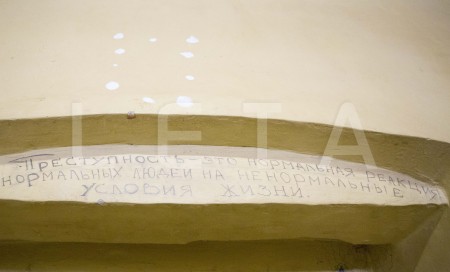 LETA
Преступность – это нормальная реакция
нормальных людей на ненормальные
условия жизни.